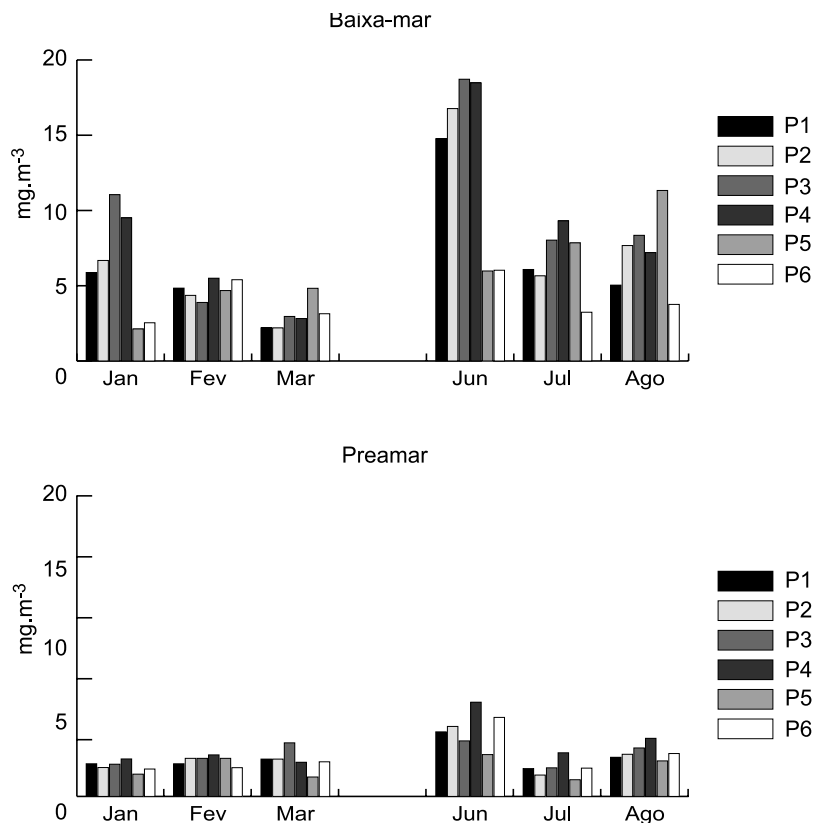 Baixa-mar
20
15
10
5
0
mg.m-3
Jan Fev Mar Jun Jul Ago
P1
P2
P3
P4
P5
P6
Preamar
20
15
10
5
0
mg.m-3
Jan Fev Mar Jun Jul Ago
P1
P2
P3
P4
P5
P6